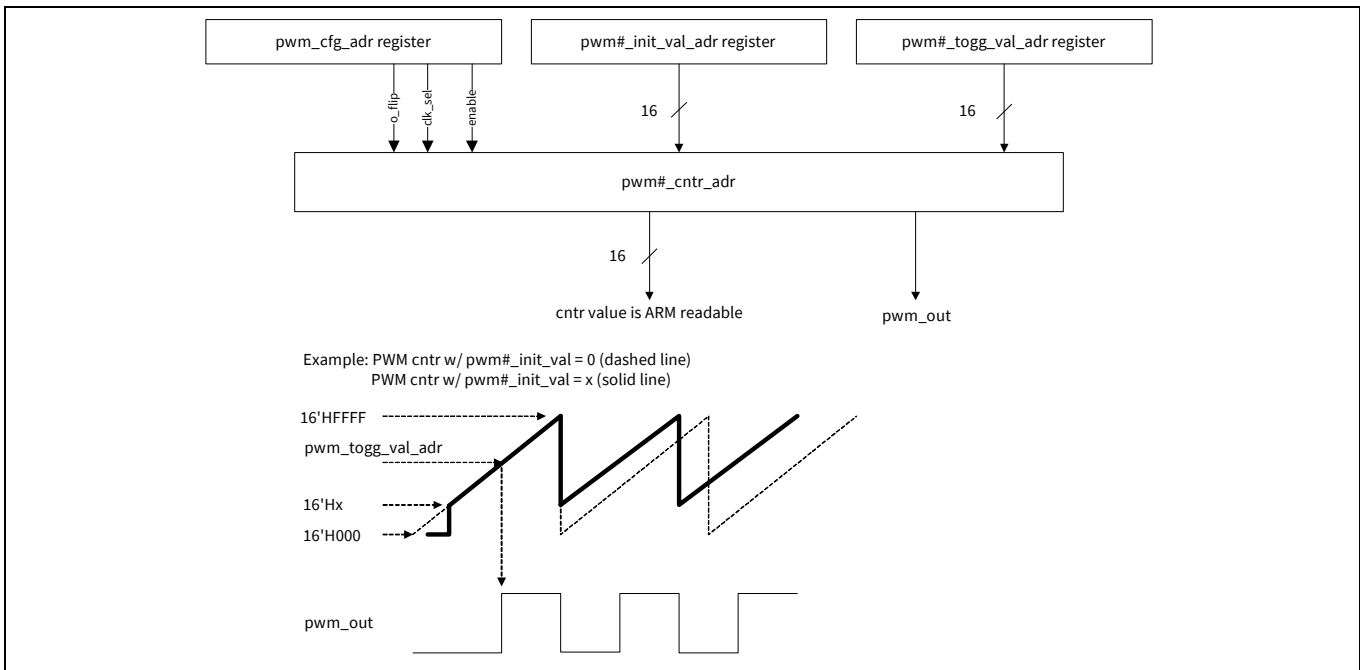 pwm_cfg_adr register
pwm#_init_val_adr register
pwm#_togg_val_adr register
o_flip
clk_sel
enable
16
16
pwm#_cntr_adr
16
cntr value is ARM readable
pwm_out
Example: PWM cntr w/ pwm#_init_val = 0 (dashed line)
PWM cntr w/ pwm#_init_val = x (solid line)
16'HFFFF
pwm_togg_val_adr
16'Hx
16'H000
pwm_out